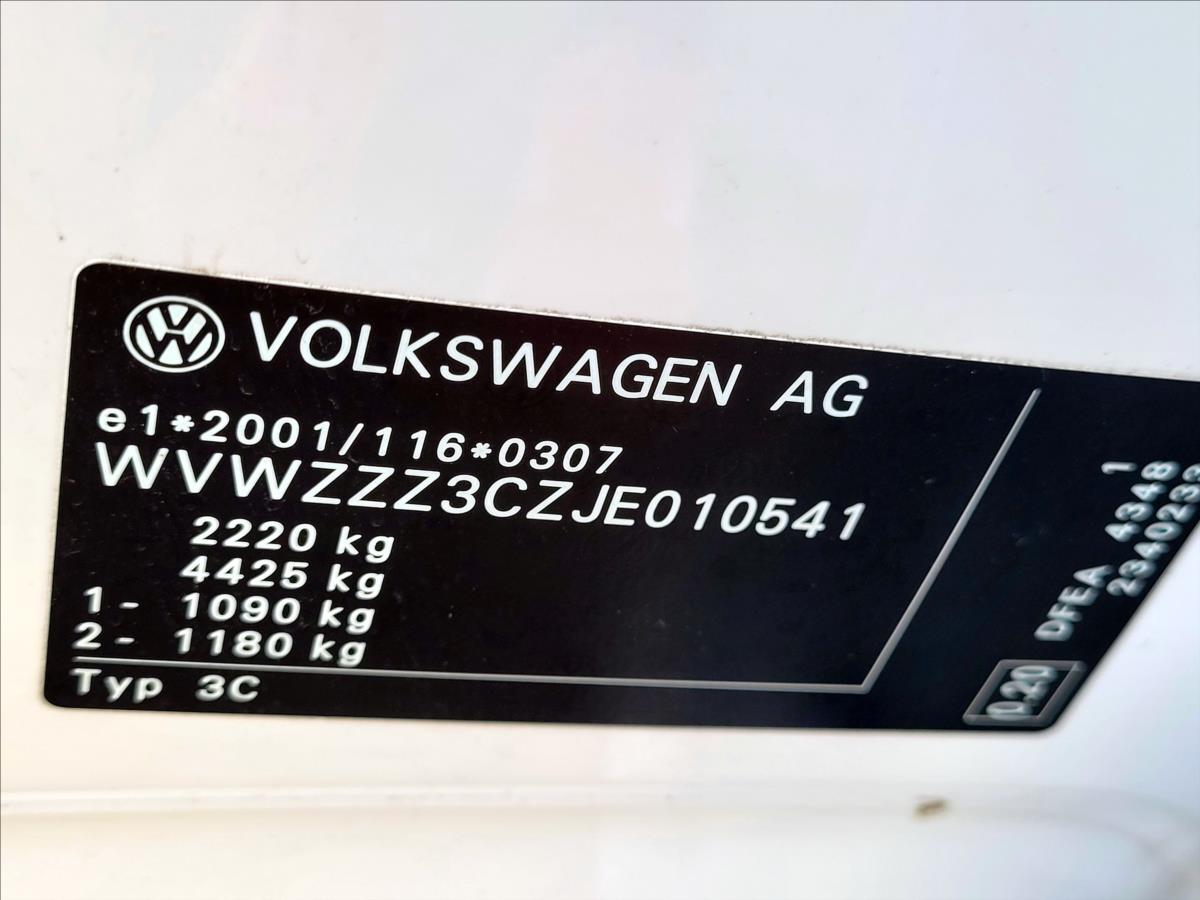 VOLKSWAGEN AG
e1*2001/116*0307
WVWZZZ3CZJE010541
2220 kg
4425 kg
1- 1090 kg
2- 1180 kg
Typ 3C
1
DFEA 4348
0.20